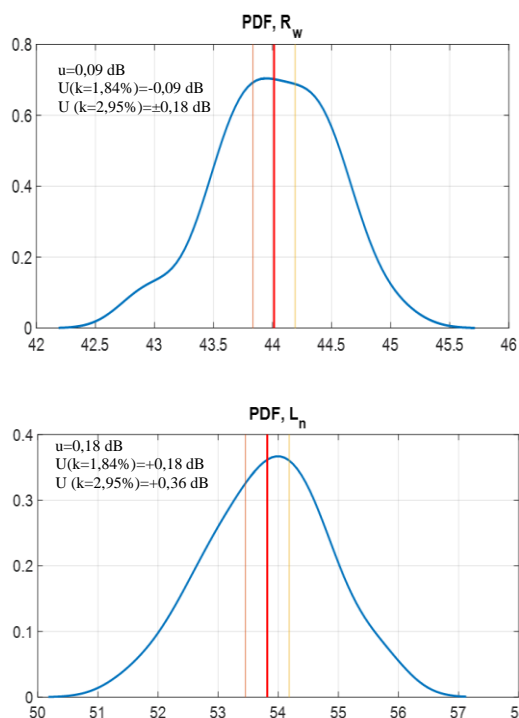 PDF, R_w
0.8
u=0,09 dB
U(k=1,84%)=-0,09 dB
U (k=2,95%)=±0,18 dB
0.6
0.4
0.2
0
42 42.5 43 43.5 44 44.5 45 45.5 46
PDF, L_n
0.4
u=0,18 dB
U(k=1,84%)=+0,18 dB
U (k=2,95%)=+0,36 dB
0.3
0.2
0.1
0
50 51 52 53 54 55 56 57 5